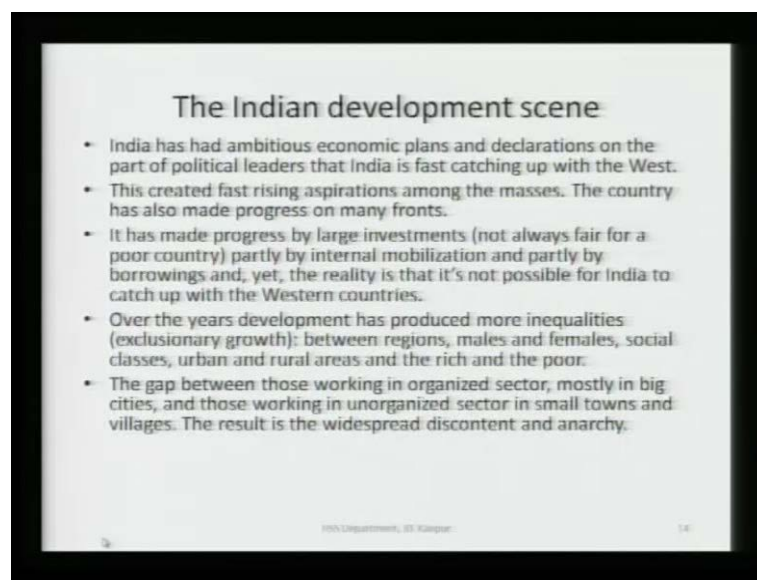 The Indian development scene
• India has had ambitious economic plans and declarations on the
part of political leaders that India is fast catching up with the West.
• This created fast rising aspirations among the masses. The country
has also made progress on many fronts.
• It has made progress by large investments (not always fair for a
poor country) partly by internal mobilization and partly by
borrowings and, yet, the reality is that it's not possible for India to
catch up with the Western countries.
• Over the years development has produced more inequalities
(exclusionary growth): between regions, males and females, social
classes, urban and rural areas and the rich and the poor.
• The gap between those working in organized sector, mostly in big
cities, and those working in unorganized sector in small towns and
villages. The result is the widespread discontent and anarchy.
HSS Department, IIT Kanpur
14